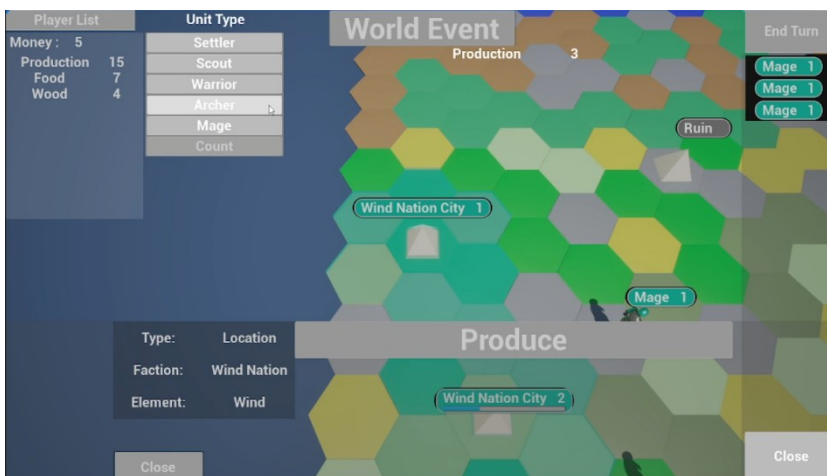 Player List
Money : 5
Production 15
Food 7
Wood 4
Unit Type
Settler
Scout
Warrior
Archer
Mage
Count
World Event
Production 3
End Turn
Mage 1
Mage 1
Mage 1
Ruin
Wind Nation City 1
Mage 1
Produce
Type: Location
Faction: Wind Nation
Element: Wind
Wind Nation City 2
Close
Close